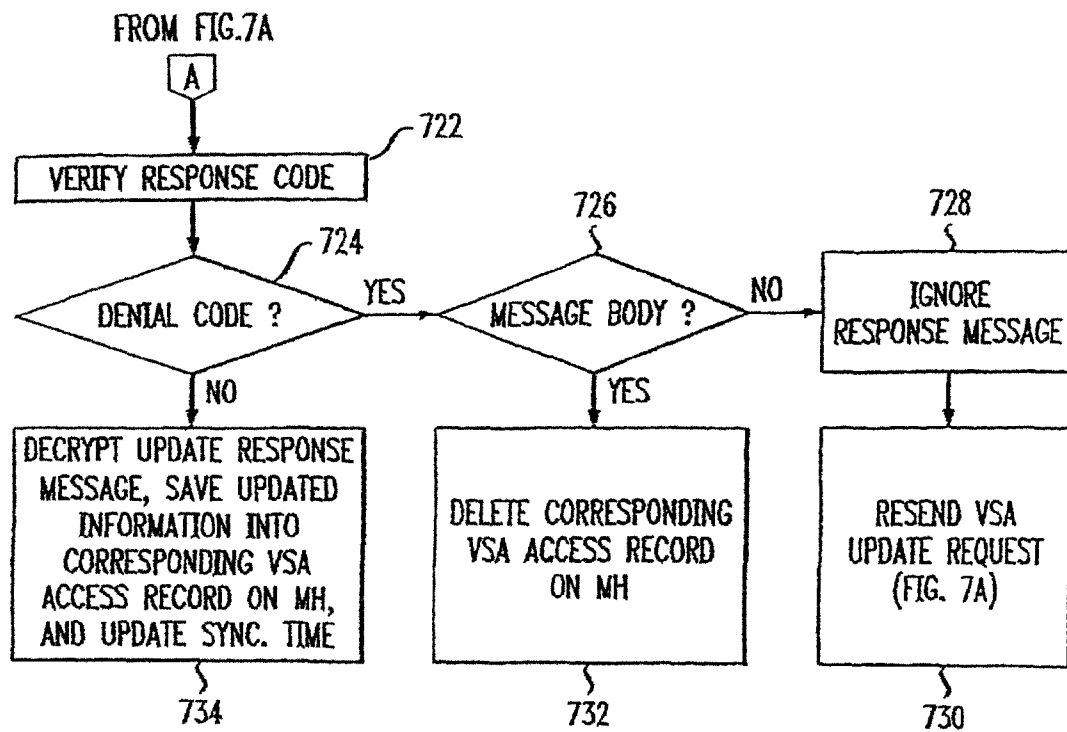 FROM FIG.7A
A
722
VERIFY RESPONSE CODE
724
DENIAL CODE ?
YES
NO
726
MESSAGE BODY ?
NO
YES
728
IGNORE
RESPONSE MESSAGE
DECRYPT UPDATE RESPONSE
MESSAGE, SAVE UPDATED
INFORMATION INTO
CORRESPONDING VSA
ACCESS RECORD ON MH,
AND UPDATE SYNC. TIME
734
DELETE CORRESPONDING
VSA ACCESS RECORD
ON MH
732
RESEND VSA
UPDATE REQUEST
(FIG. 7A)
730